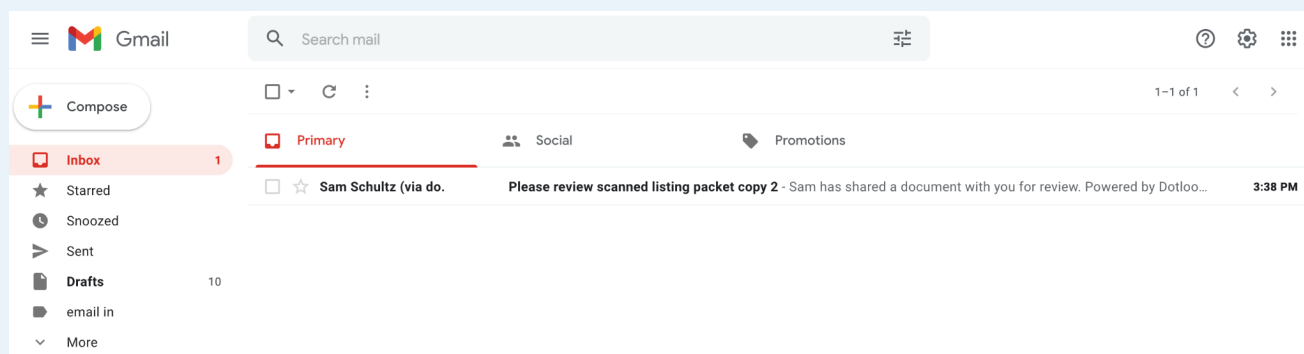 Gmail
Search mail
Compose
1–1 of 1
Primary Social Promotions
Inbox 1
Sam Schultz (via do. Please review scanned listing packet copy 2 - Sam has shared a document with you for review. Powered by Dotloo... 3:38 PM
Starred
Snoozed
Sent
Drafts 10
email in
More